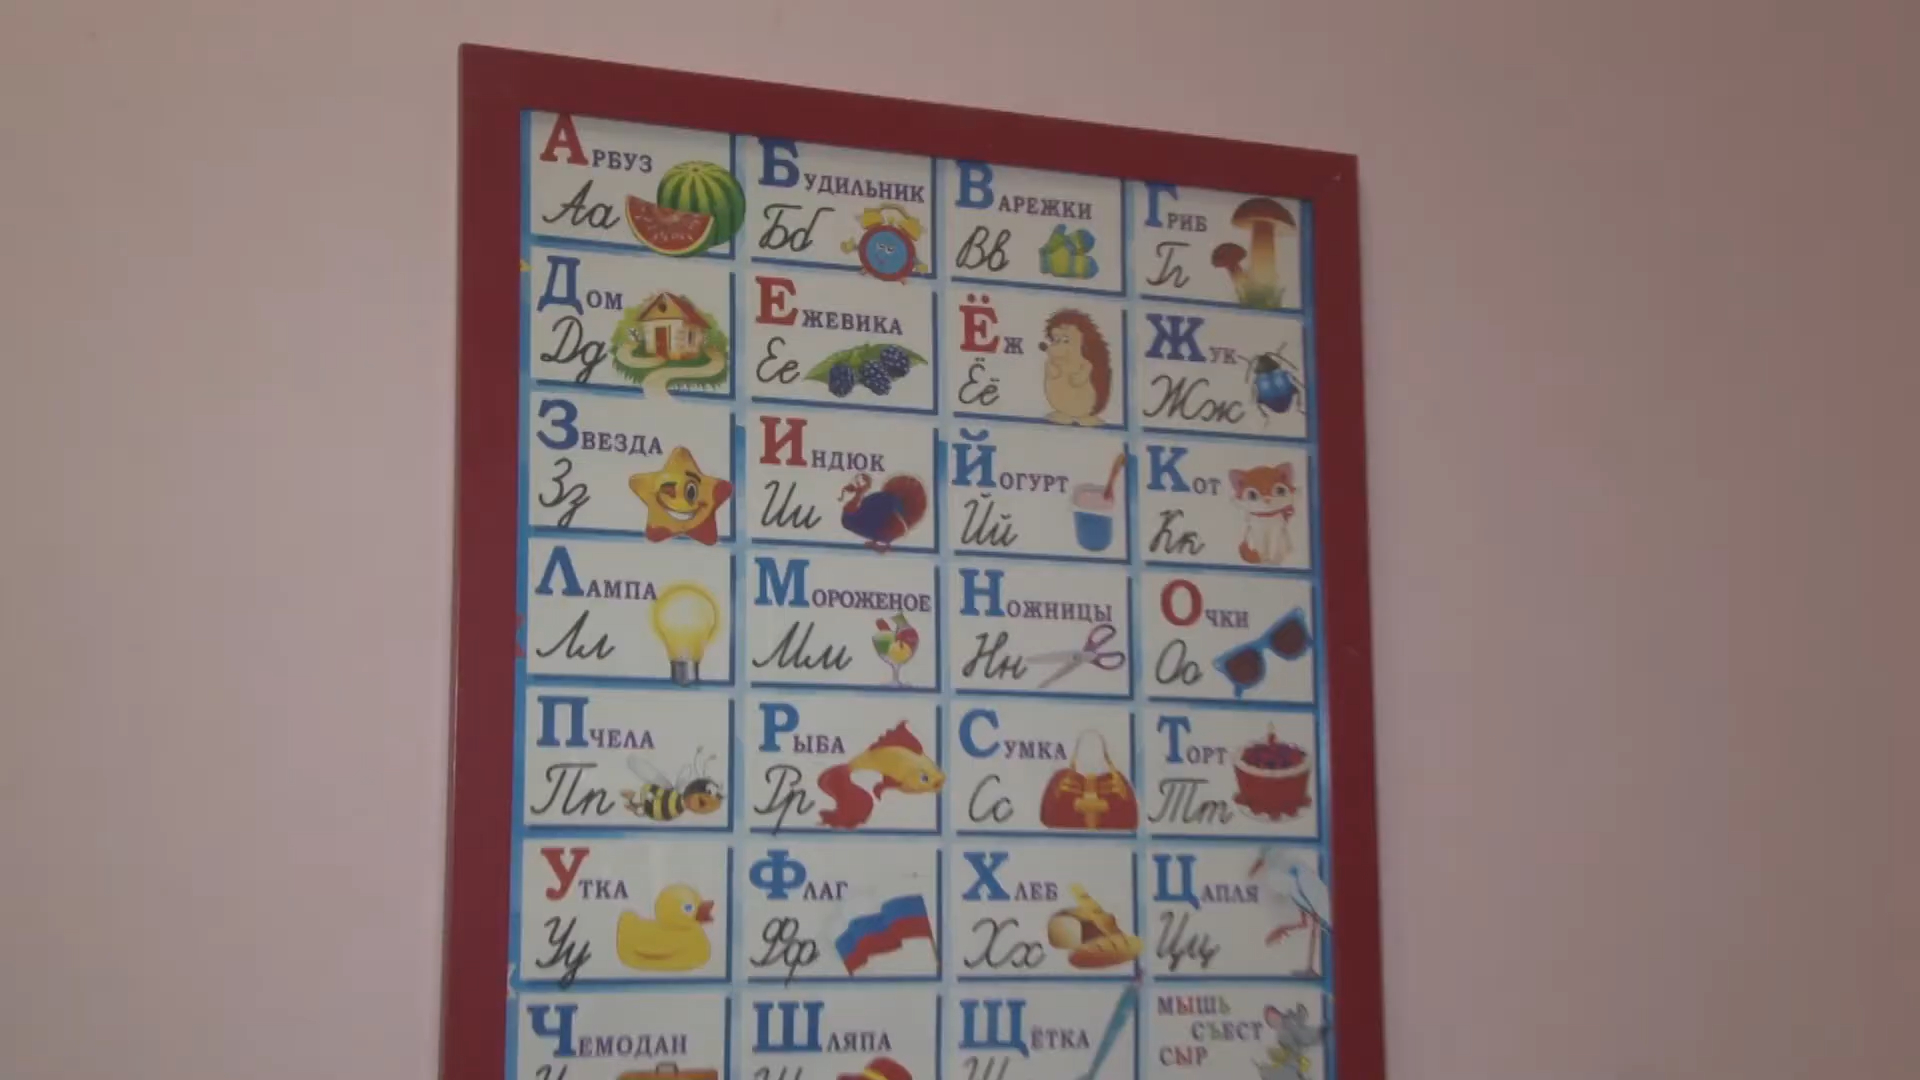 Арбуз
Аа
Будильник
Бб
Варежки
Вв
Гриб
Гг
Дом
Дд
Ежевика
Ее
Ёж
Ёё
Жук
Жж
Звезда
Зз
Индюк
Ии
Йогурт
Йй
Кот
Кк
Лампа
Лл
Мороженое
Мм
Ножницы
Нн
Очки
Оо
Пчела
Пп
Рыба
Рр
Сумка
Сс
Торт
Тт
Утка
Уу
Флаг
Фф
Хлеб
Хх
Цапля
Цц
Чемодан
Шляпа
Щётка
МЫШЬ
СЪЕСТ
СЫР